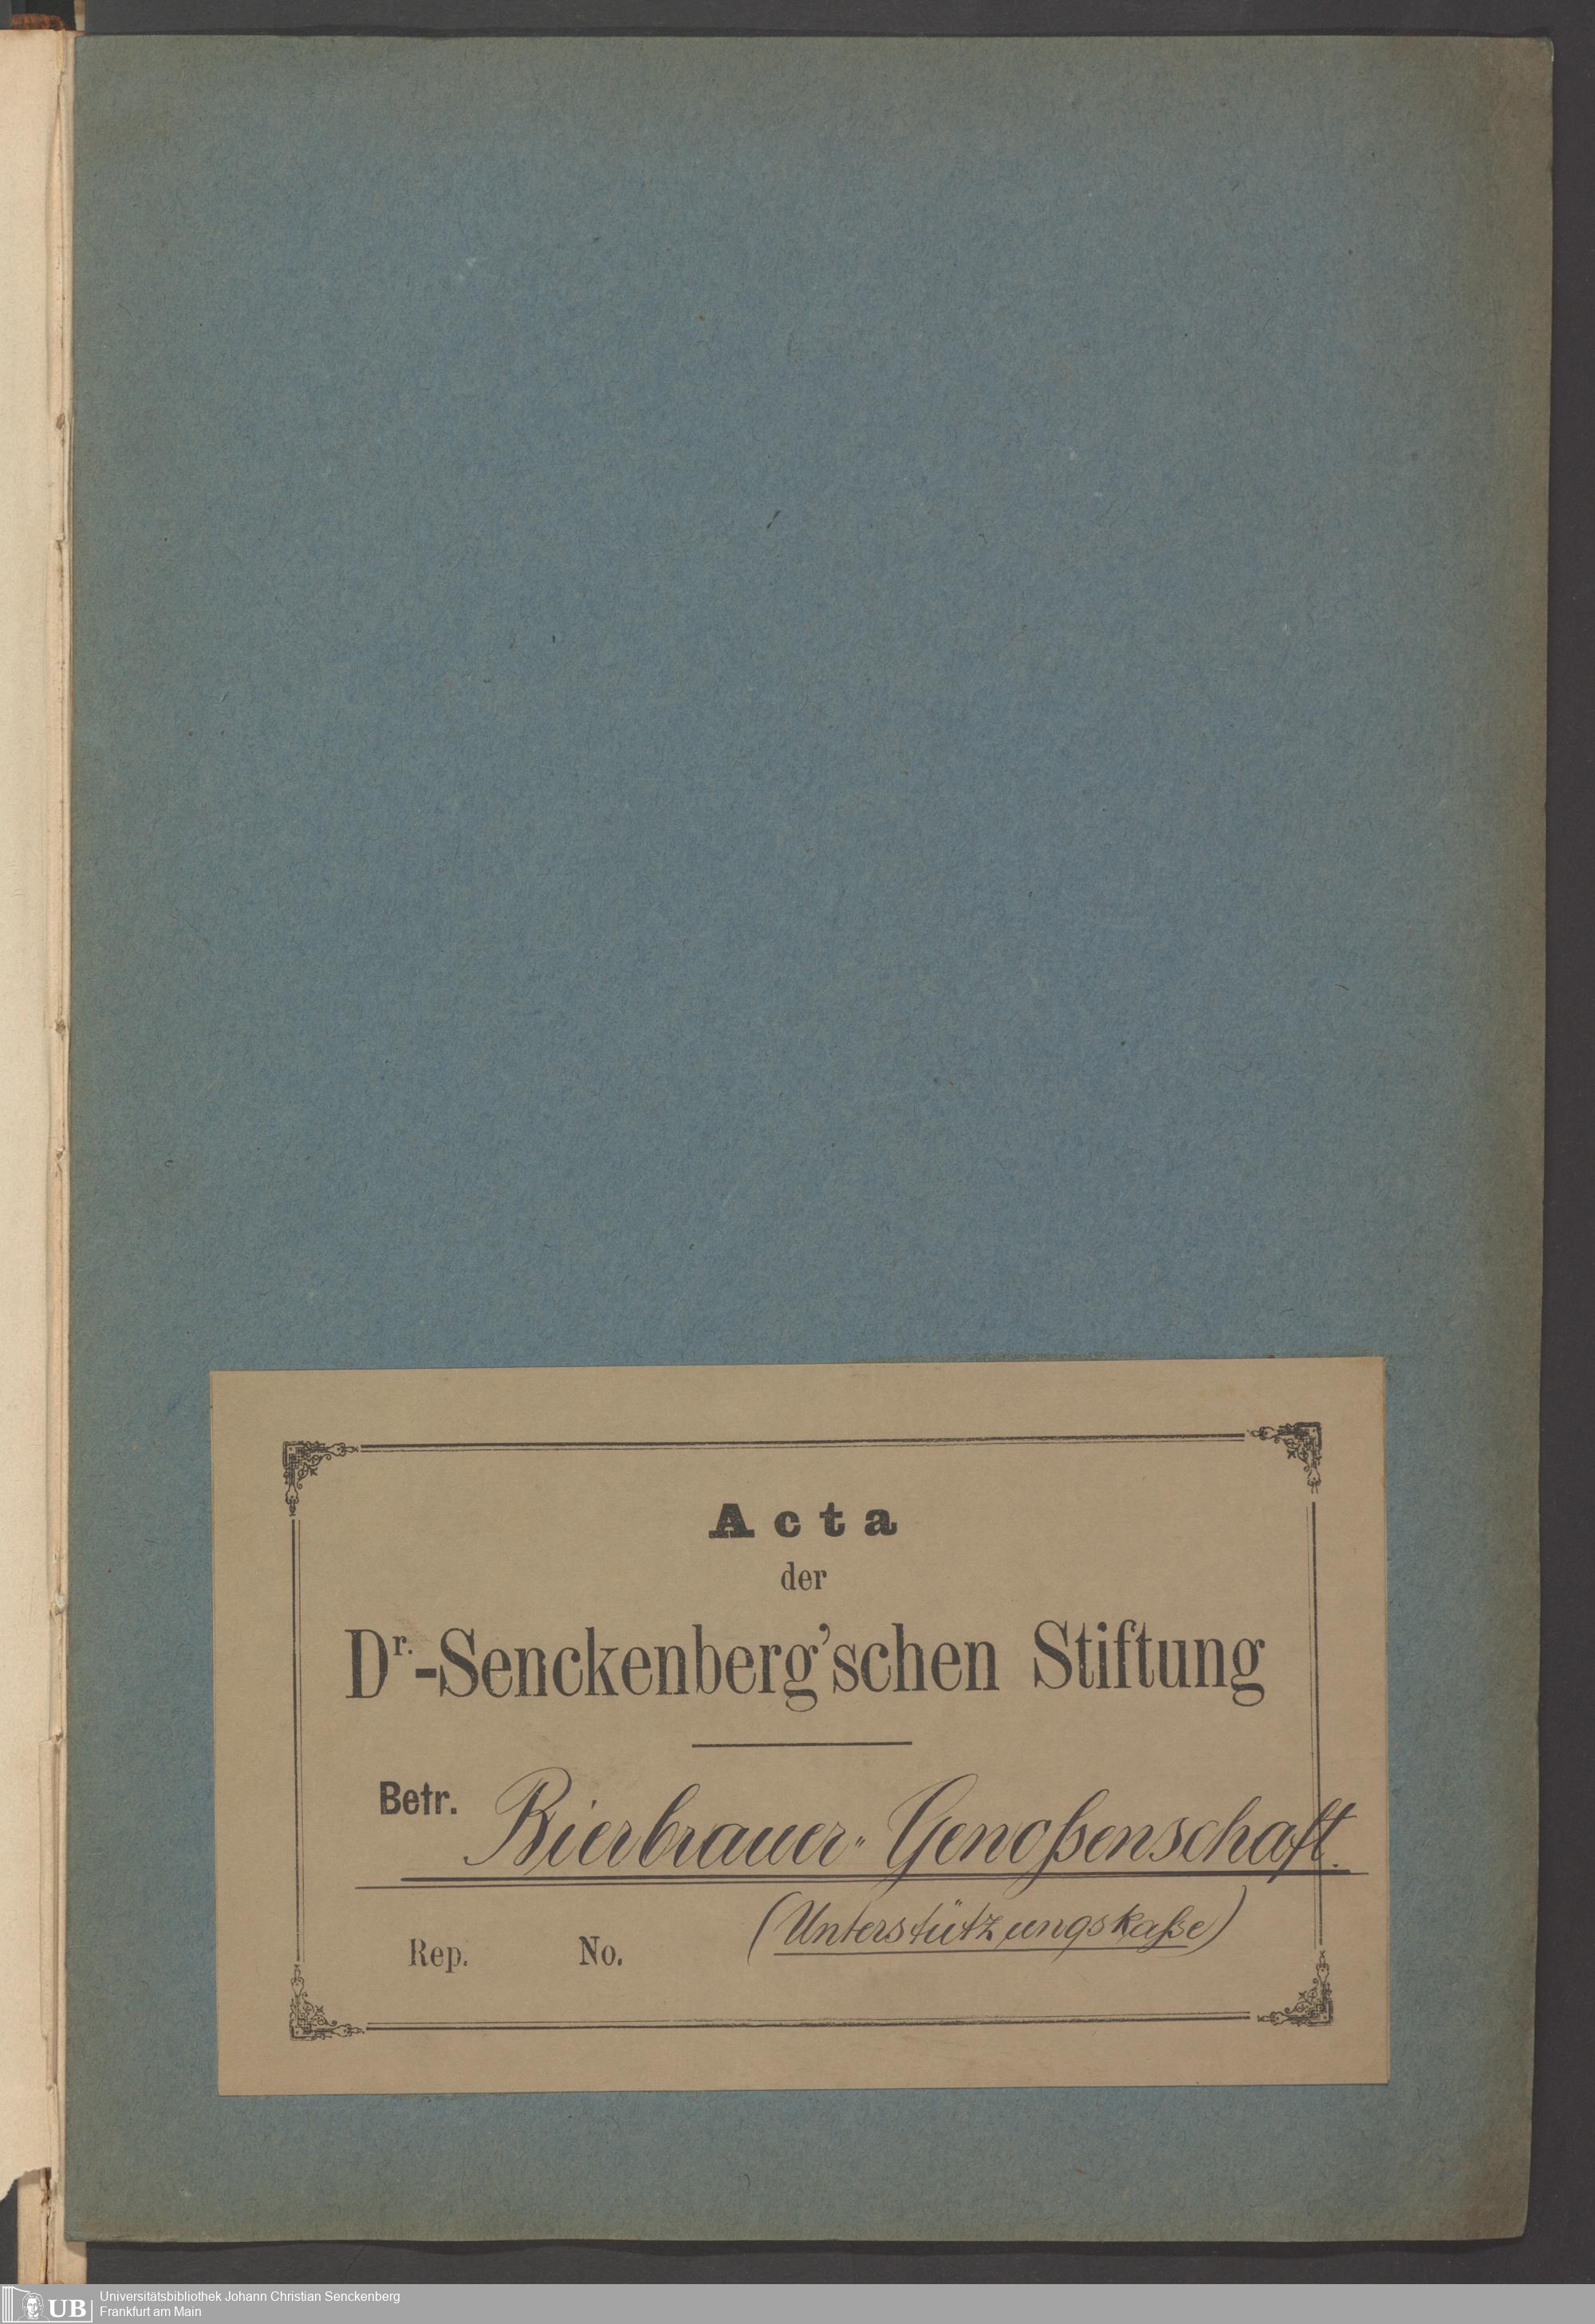 Acta
der
Dr.-Senckenberg'schen Stiftung
Betr. Bierbrauer-Genoßenschaft.
(Unterstützungskaße)
Rep. No.
UB Universitätsbibliothek Johann Christian Senckenberg
Frankfurt am Main